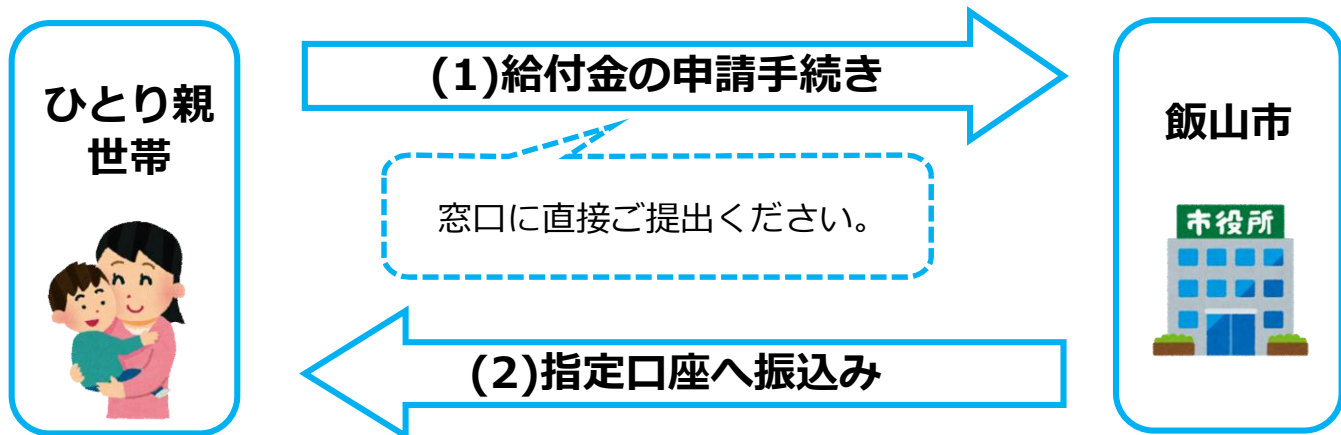 ひとり親
世帯
(1)給付金の申請手続き
窓口に直接ご提出ください。
(2)指定口座へ振込み
飯山市
市役所